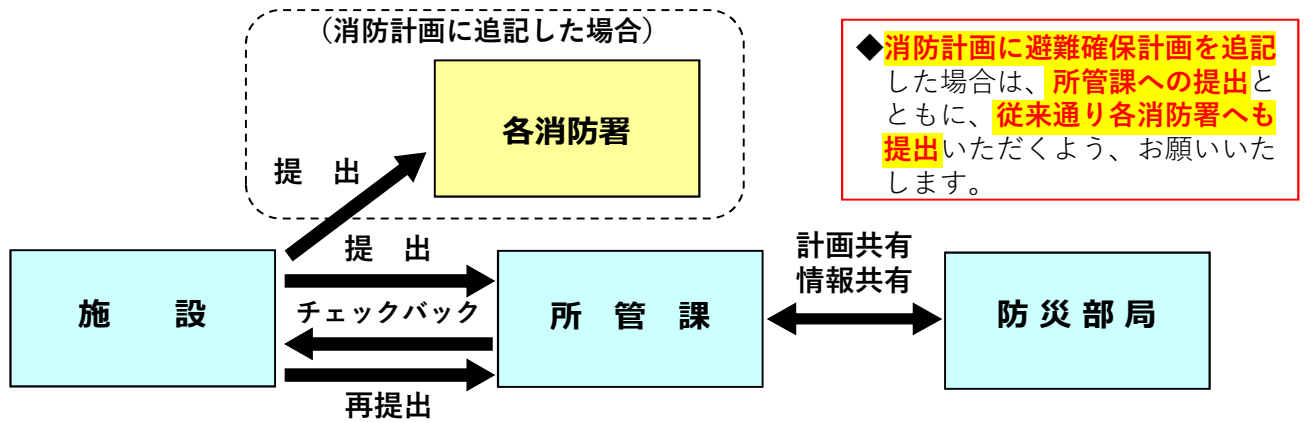 （消防計画に追記した場合）
各消防署
提　出
◆消防計画に避難確保計画を追記
した場合は、所管課への提出と
ともに、従来通り各消防署へも
提出いただくよう、お願いいた
します。
提　出
チェックバック
再提出
施　設
所　管　課
計画共有
情報共有
防災部局